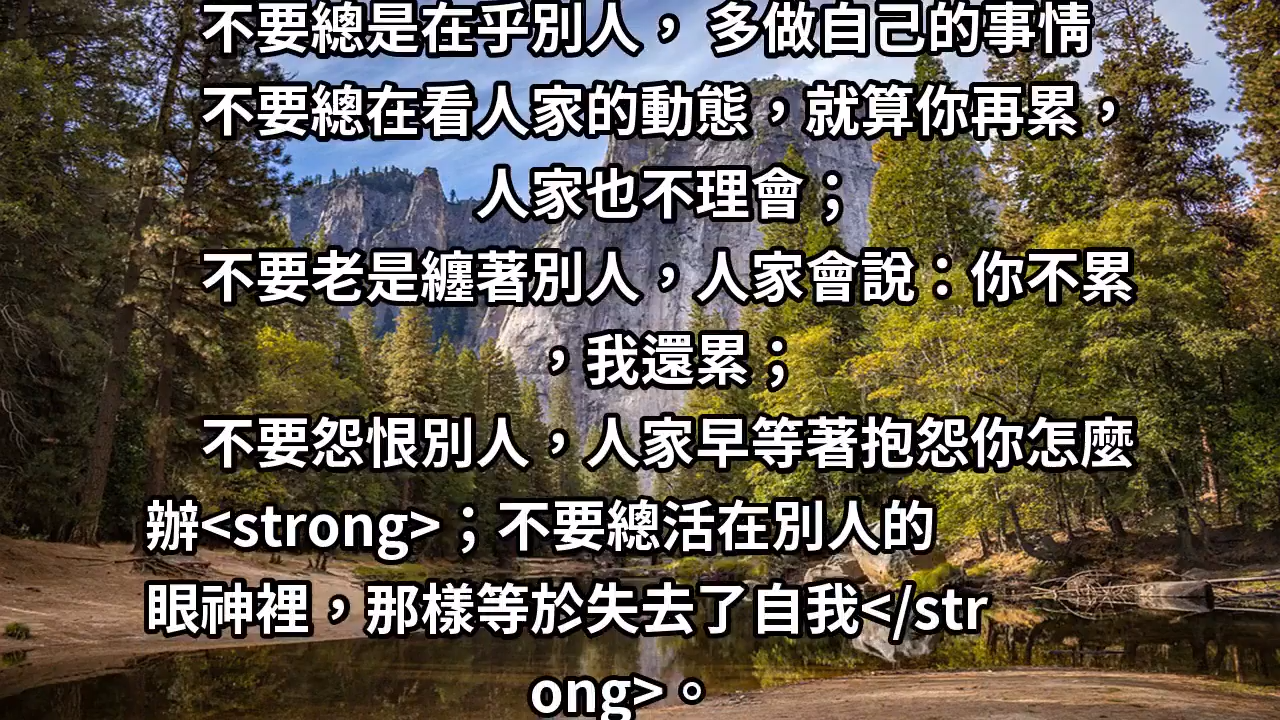 不要總是在乎別人， 多做自己的事情
不要總在看人家的動態，就算你再累，
人家也不理會；
不要老是纏著別人，人家會說：你不累
，我還累；
不要怨恨別人，人家早等著抱怨你怎麼
辦<strong>；不要總活在別人的
眼神裡，那樣等於失去了自我</str
ong>。